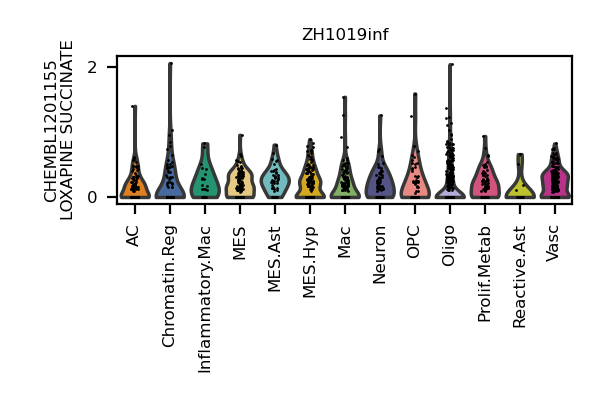 ZH1019inf
CHEMBL1201155
LOXAPINE SUCCINATE
2
0
AC
Chromatin.Reg
Inflammatory.Mac
MES
MES.Ast
MES.Hyp
Mac
Neuron
OPC
Oligo
Prolif.Metab
Reactive.Ast
Vasc